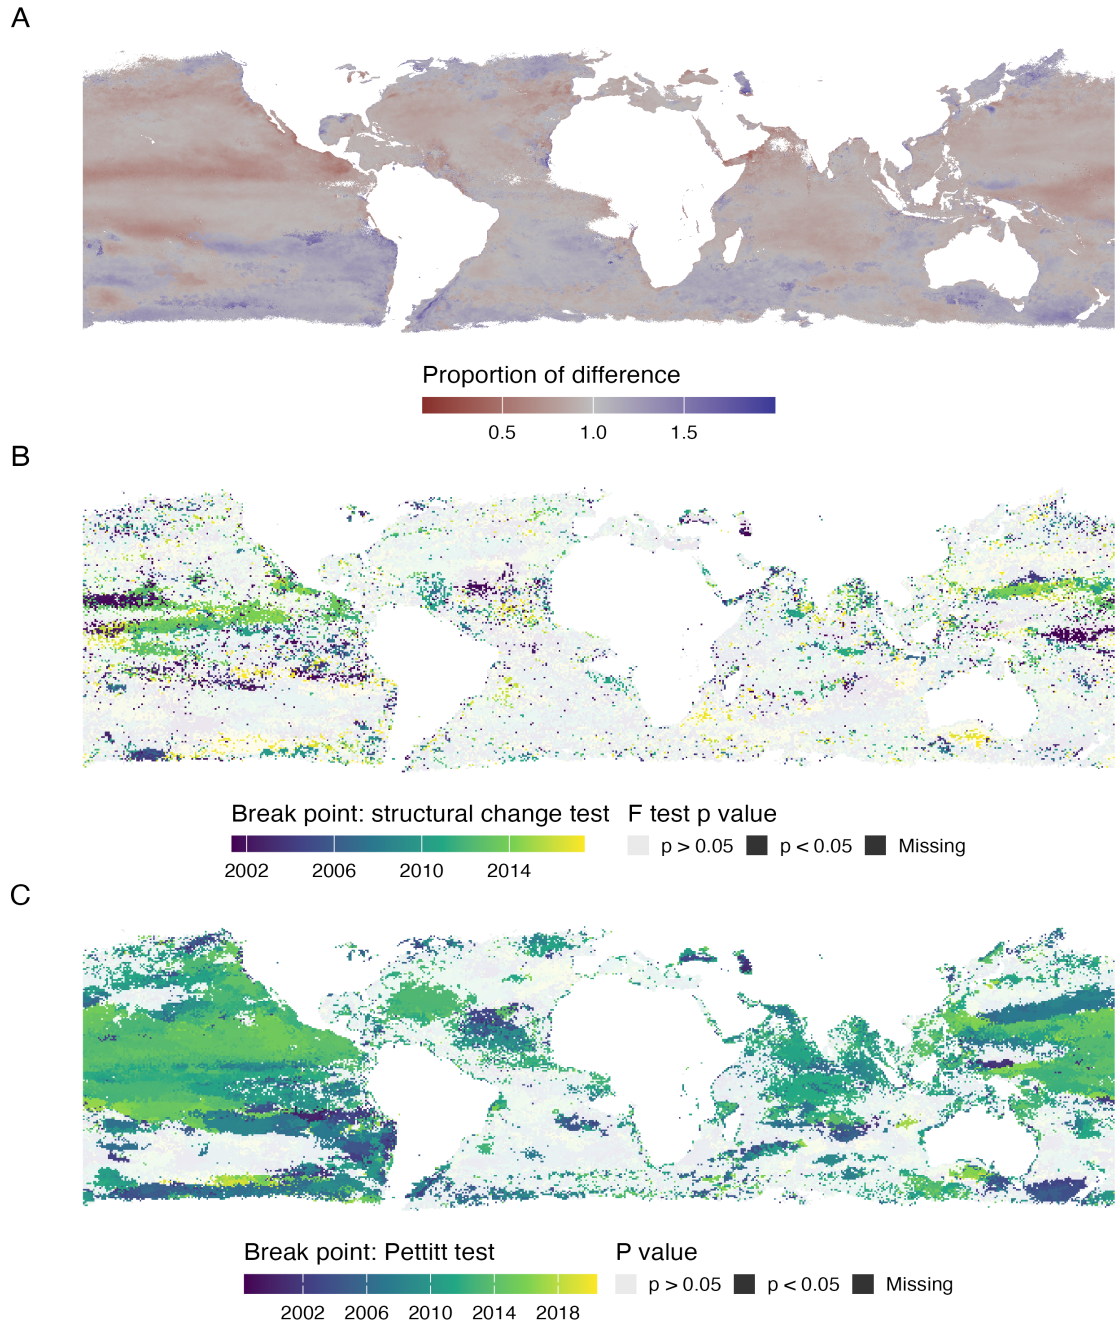 A
Proportion of difference
0.5 1.0 1.5
B
Break point: structural change test F test p value
p > 0.05 p < 0.05 Missing
2002 2006 2010 2014
C
Break point: Pettitt test P value
p > 0.05 p < 0.05 Missing
2002 2006 2010 2014 2018